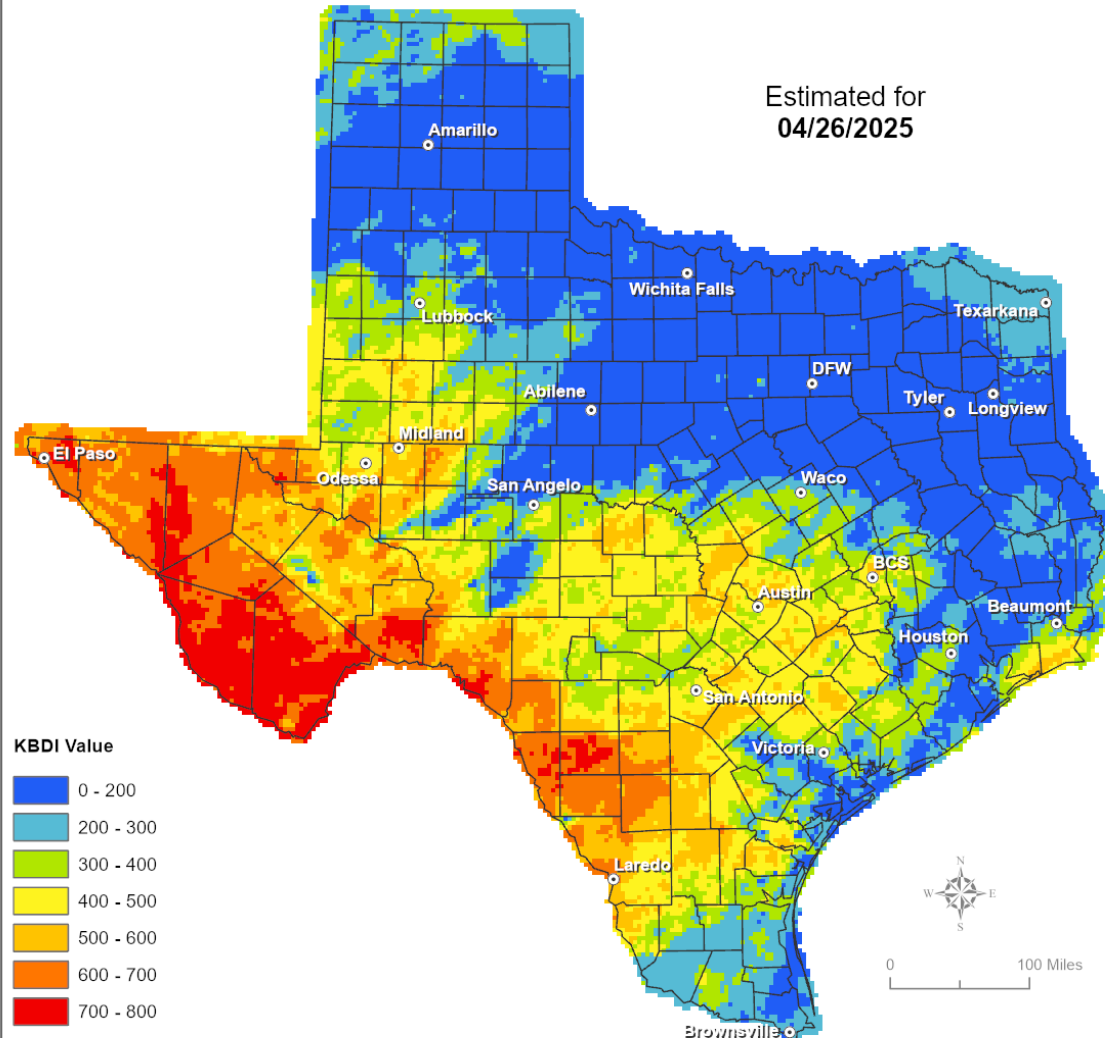 Estimated for
04/26/2025
Amarillo
Wichita Falls
Lubbock
Texarkana
DFW
Abilene
Tyler
Longview
Midland
El Paso
Odessa
San Angelo
Waco
BCS
Austin
Beaumont
Houston
San Antonio
Victoria
Laredo
Brownsville
KBDI Value
0 - 200
200 - 300
300 - 400
400 - 500
500 - 600
600 - 700
700 - 800
N
W E
S
0 100 Miles